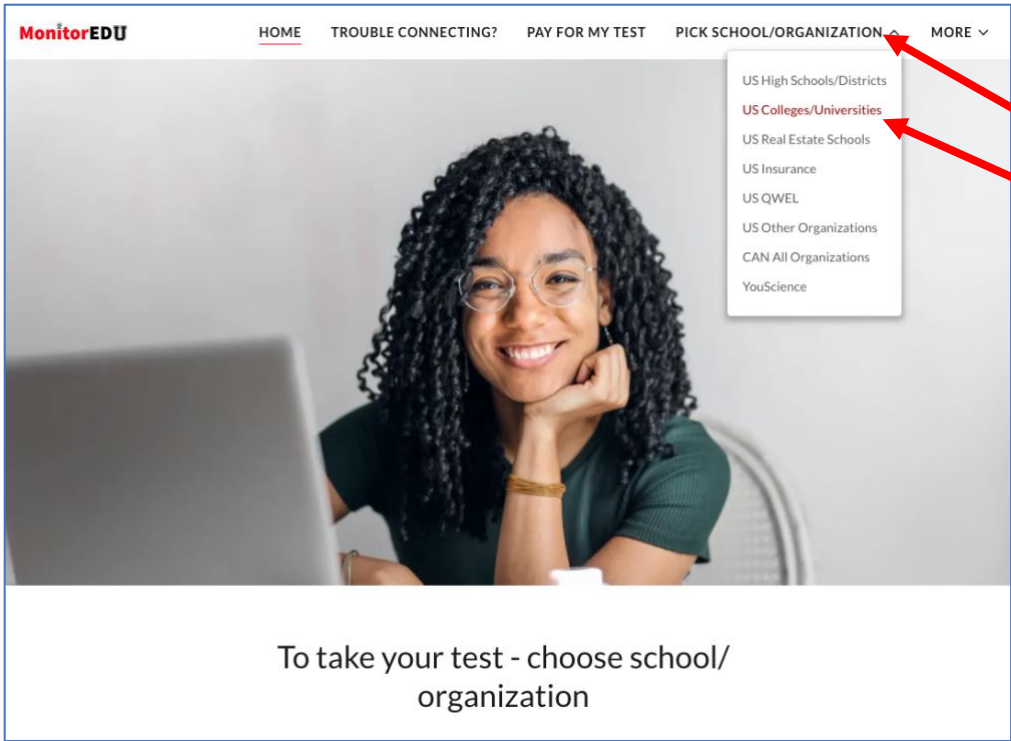 MonitorEDU
HOME TROUBLE CONNECTING? PAY FOR MY TEST PICK SCHOOL/ORGANIZATION MORE
US High Schools/Districts
US Colleges/Universities
US Real Estate Schools
US Insurance
US QWEL
US Other Organizations
CAN All Organizations
YouScience
To take your test - choose school/
organization